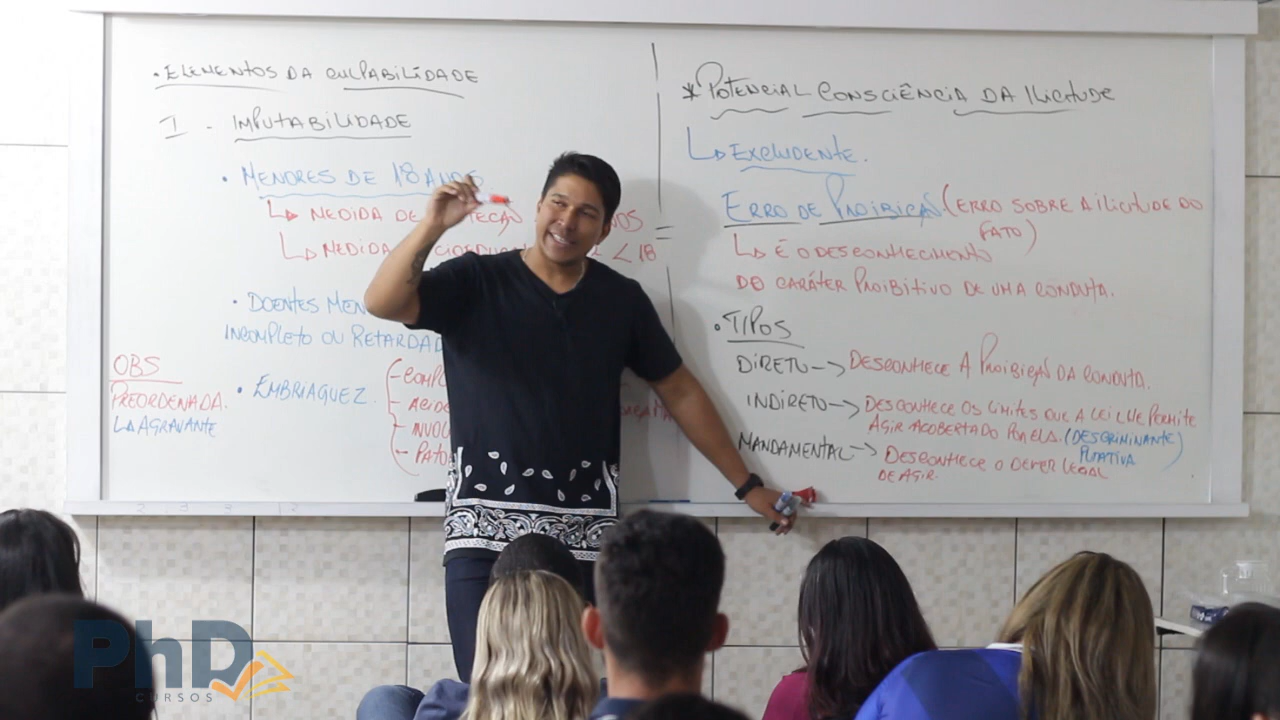 • ELEMENTOS DA CULPABILIDADE
I - IMPUTABILIDADE
• MENORES DE 18 ANOS
↳ MEDIDA DE
↳ MEDIDA < 18
• DOENTES
INCOMPLETO OU
OBS
PREORDENADA.
↳ AGRAVANTE
• EMBRIAGUEZ
* POTENCIAL CONSCIÊNCIA DA ILICITUDE
↳ EXCLUDENTE.
ERRO DE PROIBIÇÃO (ERRO SOBRE A ILICITUDE DO
FATO)
↳ É O DESCONHECIMENTO
DO CARÁTER PROIBITIVO DE UMA CONDUTA.
• TIPOS
DIRETO → DESCONHECE A PROIBIÇÃO DA CONDUTA.
INDIRETO → DESCONHECE OS LIMITES QUE A LEI LHE PERMITE
AGIR ACOBERTADO POR ELA. (DESCRIMINANTE
PUTATIVA)
MANDAMENTAL → DESCONHECE O DEVER LEGAL
DE AGIR.
PhD
CURSOS